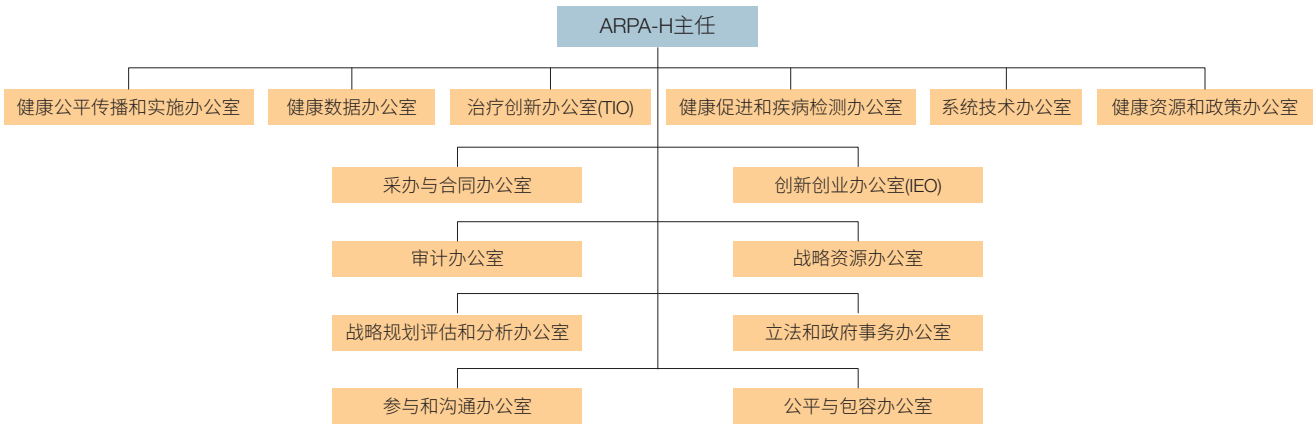 ARPA-H主任
健康公平传播和实施办公室
健康数据办公室
治疗创新办公室(TIO)
健康促进和疾病检测办公室
系统技术办公室
健康资源和政策办公室
采办与合同办公室
创新创业办公室(IEO)
审计办公室
战略资源办公室
战略规划评估和分析办公室
立法和政府事务办公室
参与和沟通办公室
公平与包容办公室